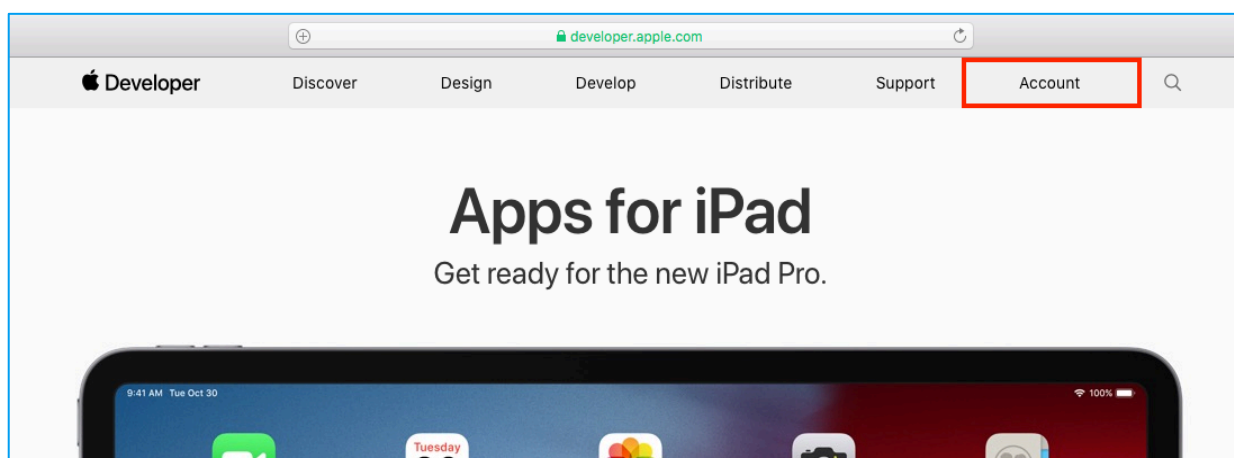 developer.apple.com
Developer Discover Design Develop Distribute Support Account
Apps for iPad
Get ready for the new iPad Pro.
9:41 AM Tue Oct 30 100%
Tuesday